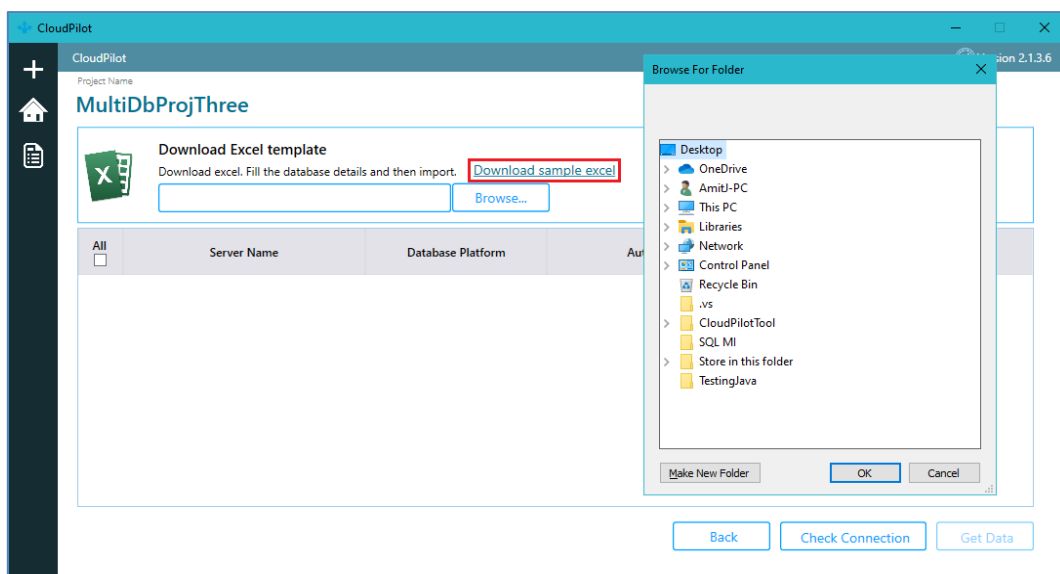 CloudPilot
CloudPilot
Version 2.1.3.6
Project Name
MultiDbProjThree
Download Excel template
Download excel. Fill the database details and then import. Download sample excel
Browse...
All
Server Name
Database Platform
Browse For Folder
Desktop
OneDrive
AmitJ-PC
This PC
Libraries
Network
Control Panel
Recycle Bin
.vs
CloudPilotTool
SQL MI
Store in this folder
TestingJava
Make New Folder
OK
Cancel
Back
Check Connection
Get Data